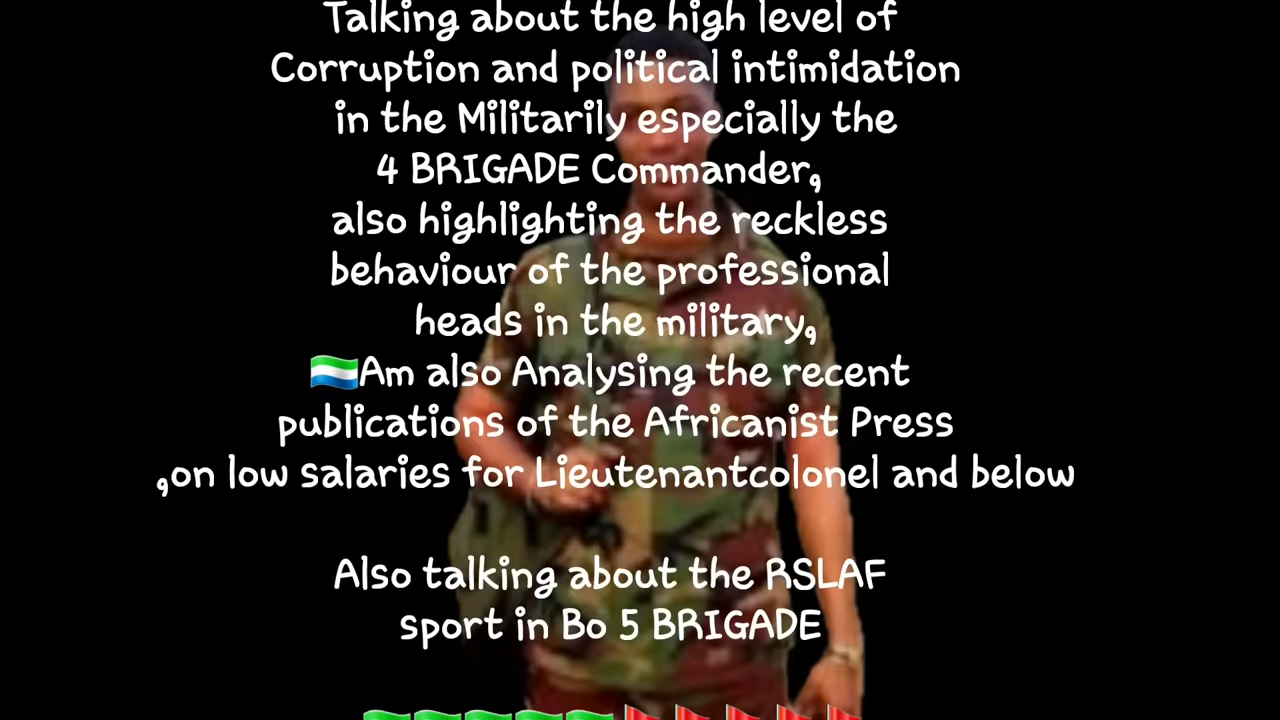 Talking about the high level of
Corruption and political intimidation
in the Militarily especially the
4 BRIGADE Commander,
also highlighting the reckless
behaviour of the professional
heads in the military,
🇸🇱Am also Analysing the recent
publications of the Africanist Press
,on low salaries for Lieutenantcolonel and below
Also talking about the RSLAF
sport in Bo 5 BRIGADE